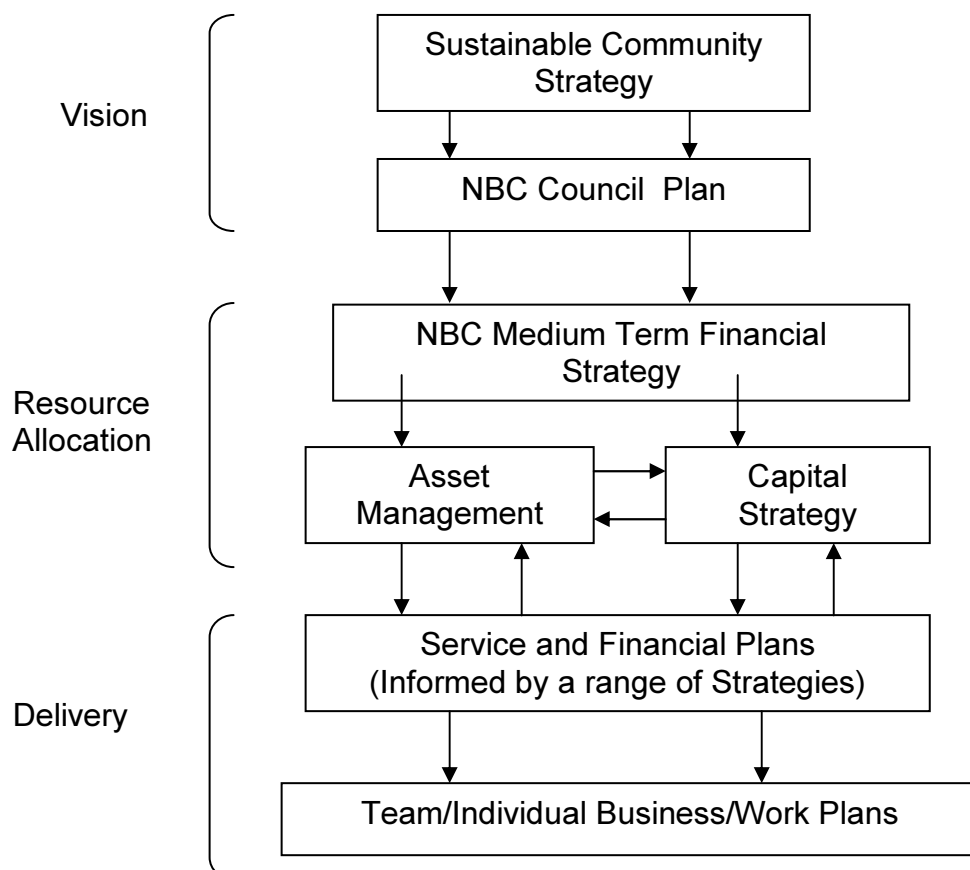 Vision
Sustainable Community
Strategy
NBC Council Plan
Resource
Allocation
NBC Medium Term Financial
Strategy
Asset
Management
Capital
Strategy
Delivery
Service and Financial Plans
(Informed by a range of Strategies)
Team/Individual Business/Work Plans